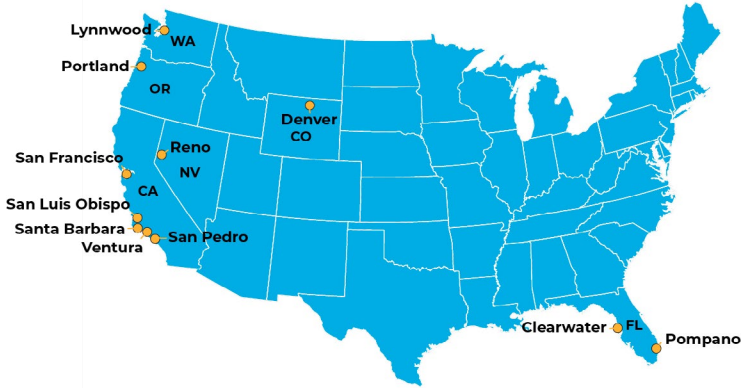 Lynnwood
WA
Portland
OR
Denver
CO
Reno
NV
San Francisco
CA
San Luis Obispo
Santa Barbara
San Pedro
Ventura
Clearwater
FL
Pompano